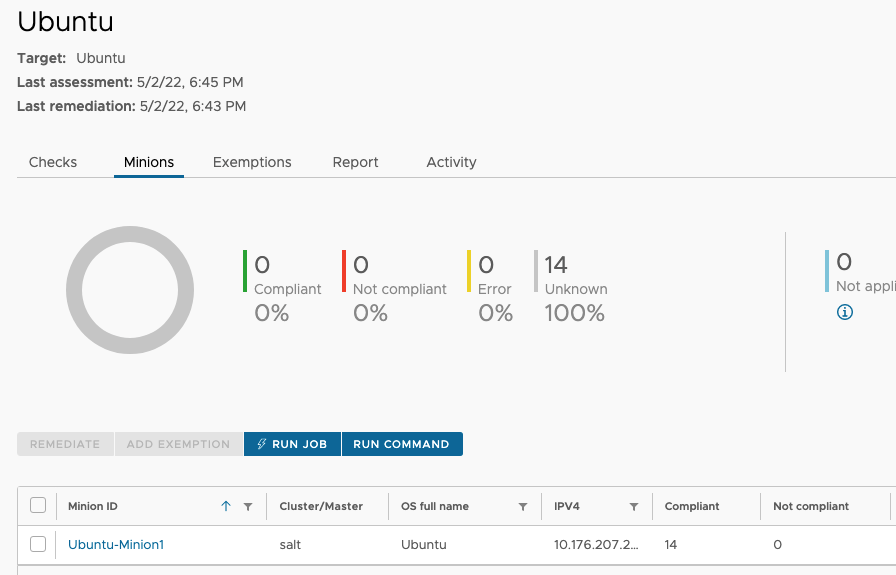 Ubuntu
Target: Ubuntu
Last assessment: 5/2/22, 6:45 PM
Last remediation: 5/2/22, 6:43 PM
Checks Minions Exemptions Report Activity
0 0 0 14 0
Compliant Not compliant Error Unknown Not appli
0% 0% 0% 100%
REMEDIATE ADD EXEMPTION RUN JOB RUN COMMAND
Minion ID Cluster/Master OS full name IPV4 Compliant Not compliant
Ubuntu-Minion1 salt Ubuntu 10.176.207.2... 14 0